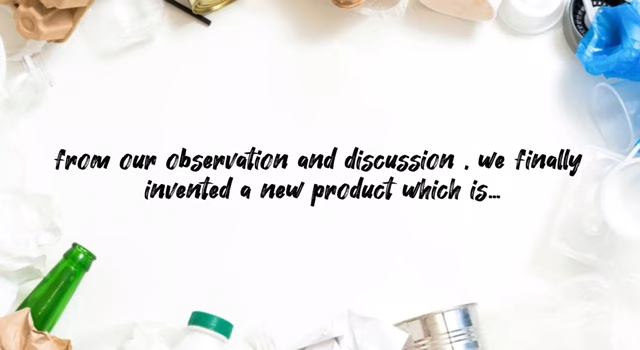 from our observation and discussion , we finally
invented a new product which is...